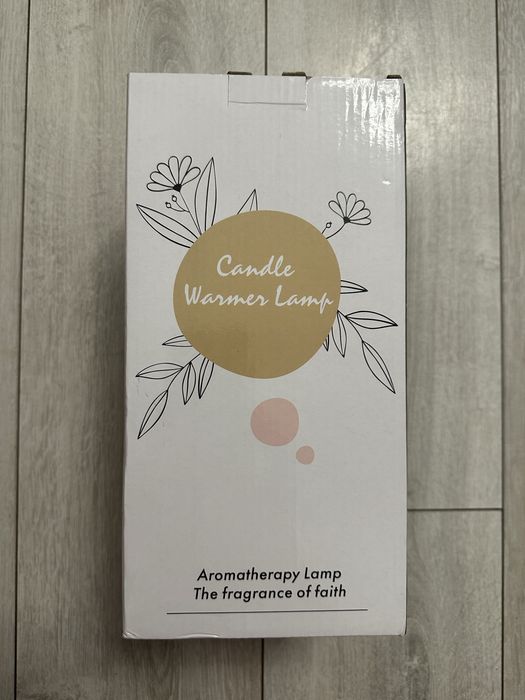 Candle
Warmer Lamp
Aromatherapy Lamp
The fragrance of faith